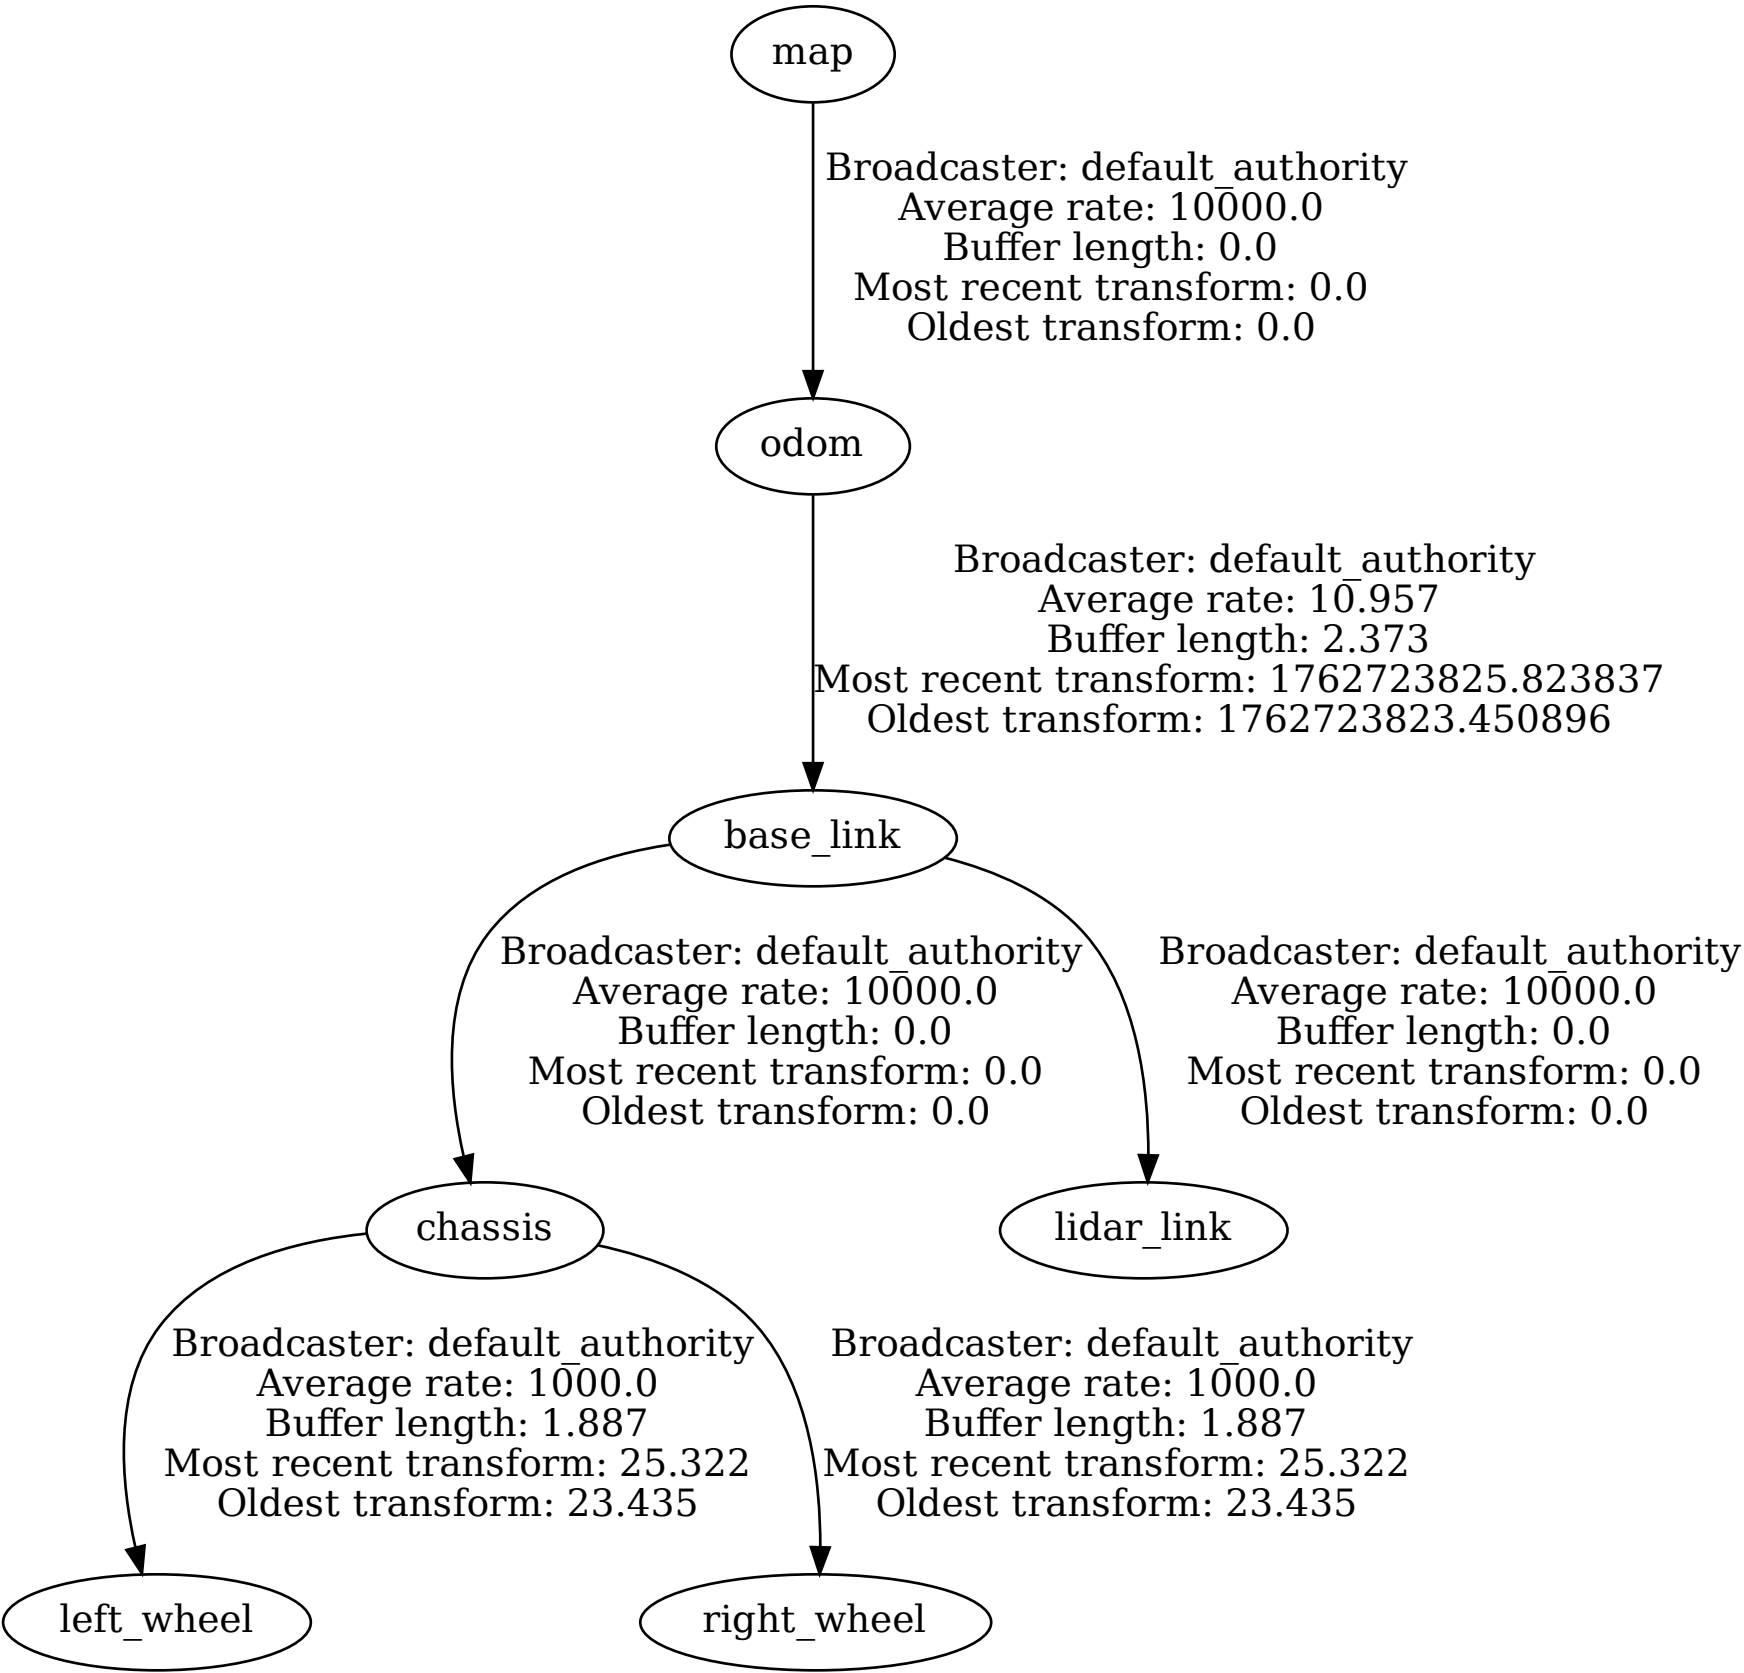 map
Broadcaster: default_authority
Average rate: 10000.0
Buffer length: 0.0
Most recent transform: 0.0
Oldest transform: 0.0
odom
Broadcaster: default_authority
Average rate: 10.957
Buffer length: 2.373
Most recent transform: 1762723825.823837
Oldest transform: 1762723823.450896
base_link
Broadcaster: default_authority
Average rate: 10000.0
Buffer length: 0.0
Most recent transform: 0.0
Oldest transform: 0.0
Broadcaster: default_authority
Average rate: 10000.0
Buffer length: 0.0
Most recent transform: 0.0
Oldest transform: 0.0
chassis
lidar_link
Broadcaster: default_authority
Average rate: 1000.0
Buffer length: 1.887
Most recent transform: 25.322
Oldest transform: 23.435
Broadcaster: default_authority
Average rate: 1000.0
Buffer length: 1.887
Most recent transform: 25.322
Oldest transform: 23.435
left_wheel
right_wheel